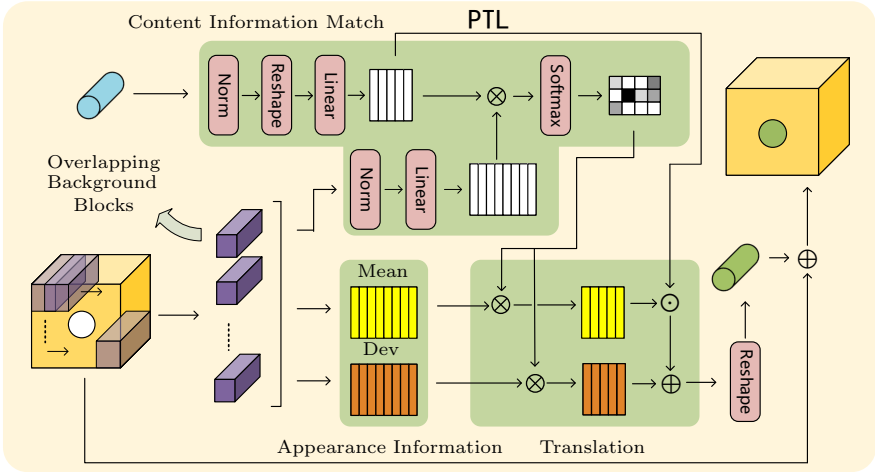 Content Information Match
PTL
Norm
Reshape
Linear
Softmax
Overlapping
Background
Blocks
Norm
Linear
Mean
Dev
Reshape
Appearance Information
Translation